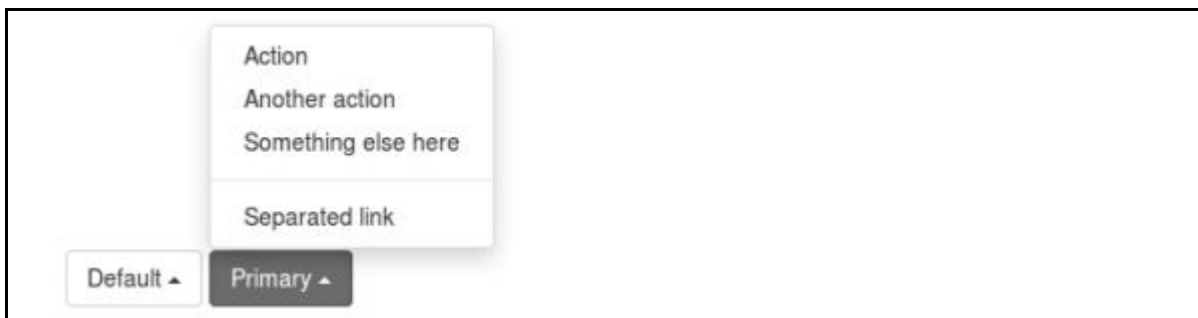 Action
Another action
Something else here
Separated link
Default Primary